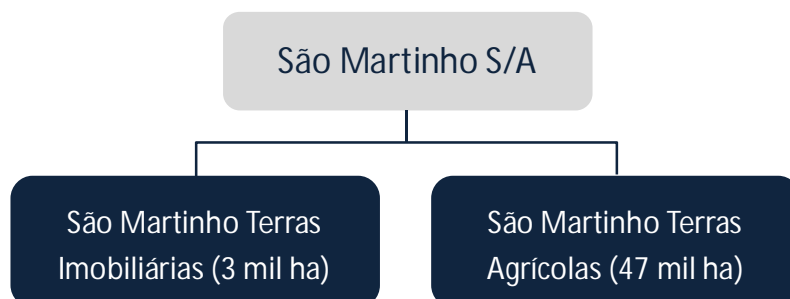 São Martinho S/A
São Martinho Terras
Imobiliárias (3 mil ha)
São Martinho Terras
Agrícolas (47 mil ha)